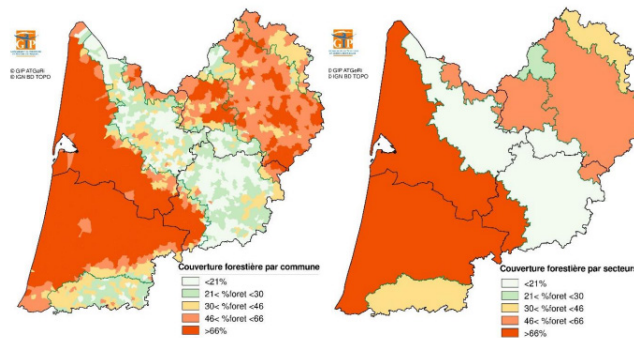 © GIP ATGeRi
© IGN BD TOPO
Couverture forestière par commune
<21%
21< %foret <30
30< %foret <46
46< %foret <66
>66%
GIP ATGeRi
IGN BD TOPO
Couverture forestière par secteurs
<21%
21< %foret <30
30< %foret <46
46< %foret <66
>66%